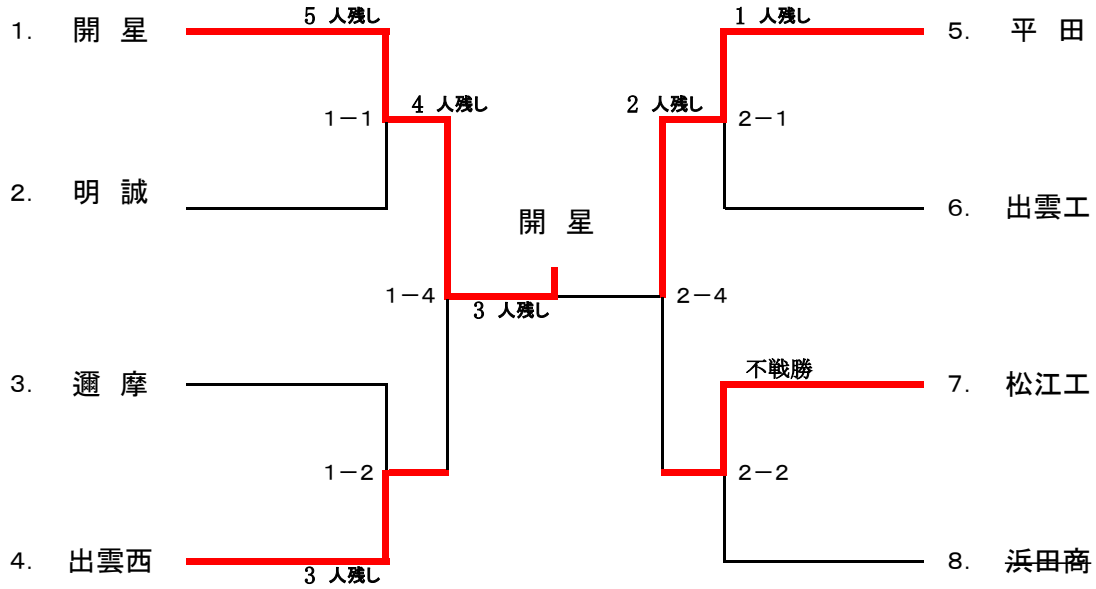 5 人残し
1 人残し
1. 開 星
5. 平 田
4 人残し
2 人残し
1－1
2－1
2. 明 誠
6. 出雲工
開 星
1－4
2－4
3 人残し
不戦勝
3. 邇 摩
7. 松江工
1－2
2－2
4. 出雲西
8. 浜田商
3 人残し